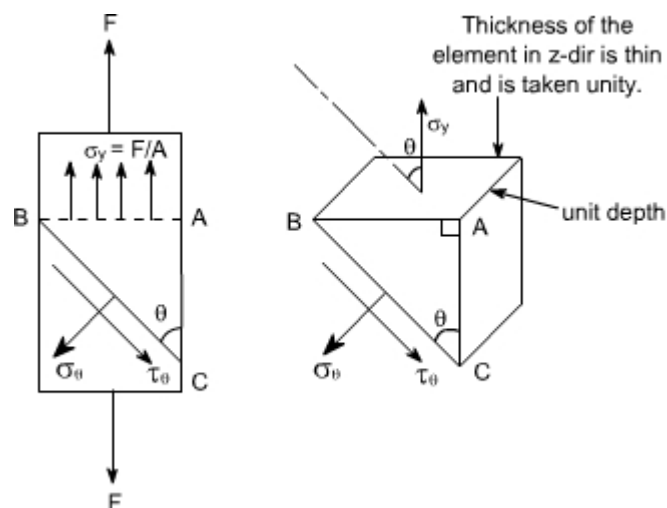 F
Thickness of the
element in z-dir is thin
and is taken unity.
σy = F/A
θ
σy
B
A
B
A
unit depth
θ
θ
σθ
τθ
C
σθ
τθ
C
F